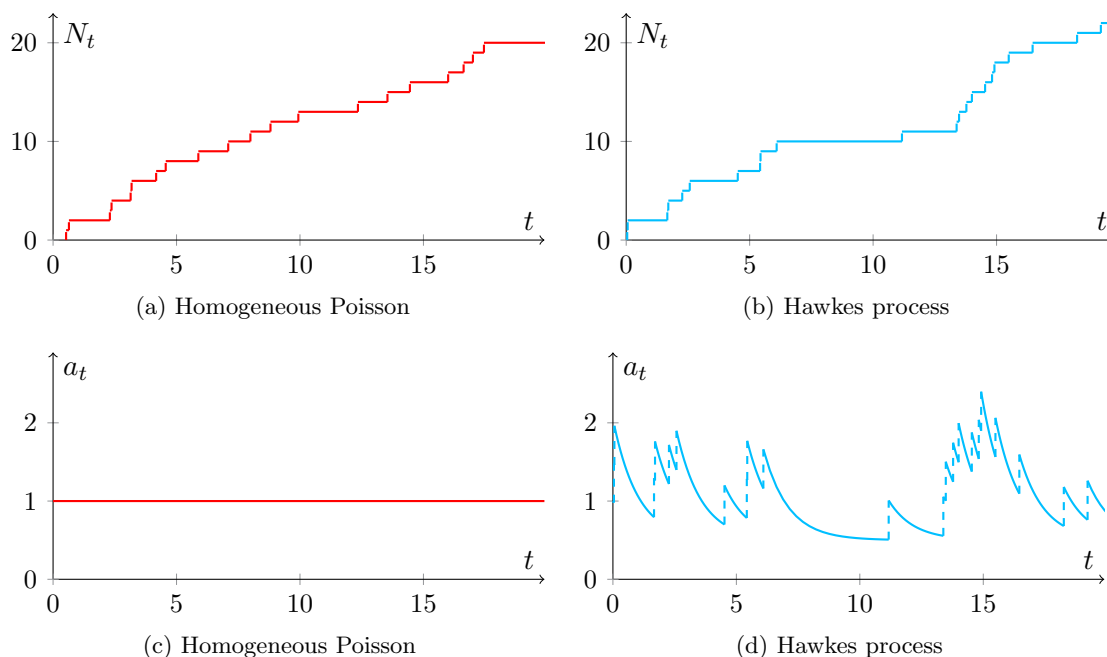 N_t
20
10
0
0 5 10 15
t
(a) Homogeneous Poisson
N_t
20
10
0
0 5 10 15
t
(b) Hawkes process
a_t
2
1
0
0 5 10 15
t
(c) Homogeneous Poisson
a_t
2
1
0
0 5 10 15
t
(d) Hawkes process